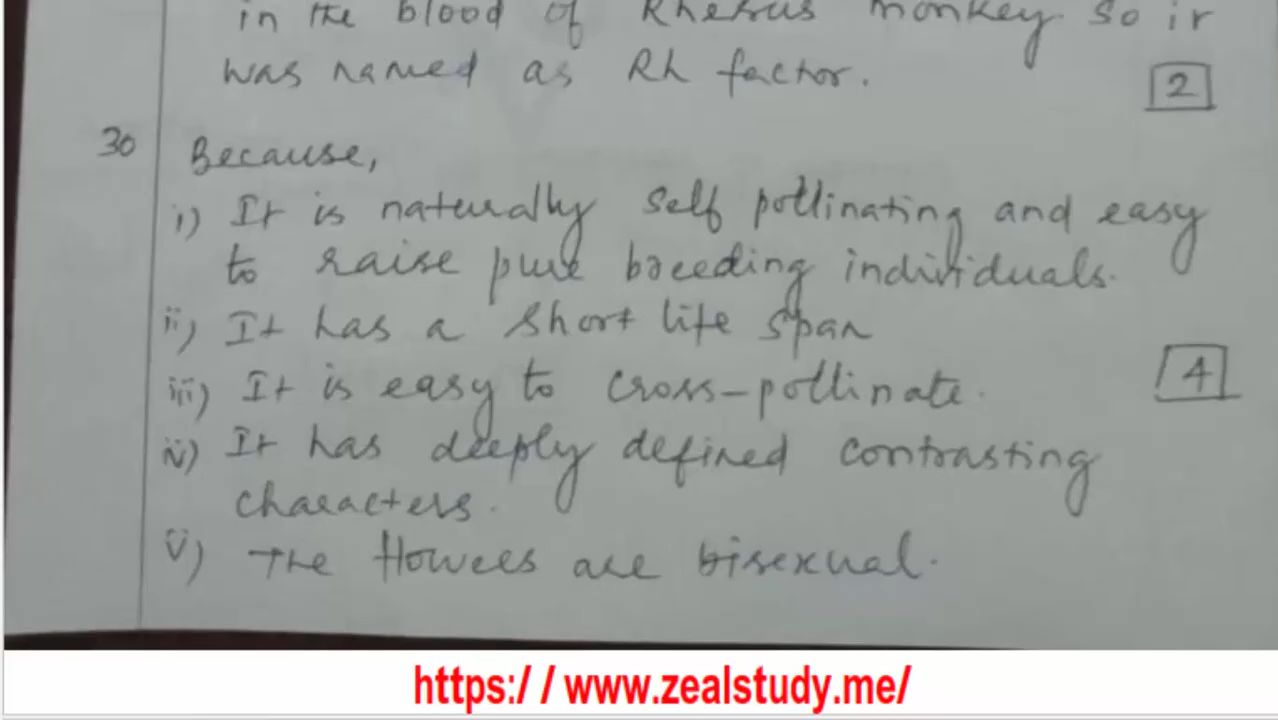 in the blood of Rhesus monkey. So it
was named as Rh factor.
2
30 Because,
i) It is naturally self pollinating and easy
to raise pure breeding individuals.
ii) It has a short life span
4
iii) It is easy to cross-pollinate.
iv) It has deeply defined contrasting
characters.
v) The flowers are bisexual.
https:/ / www.zealstudy.me/